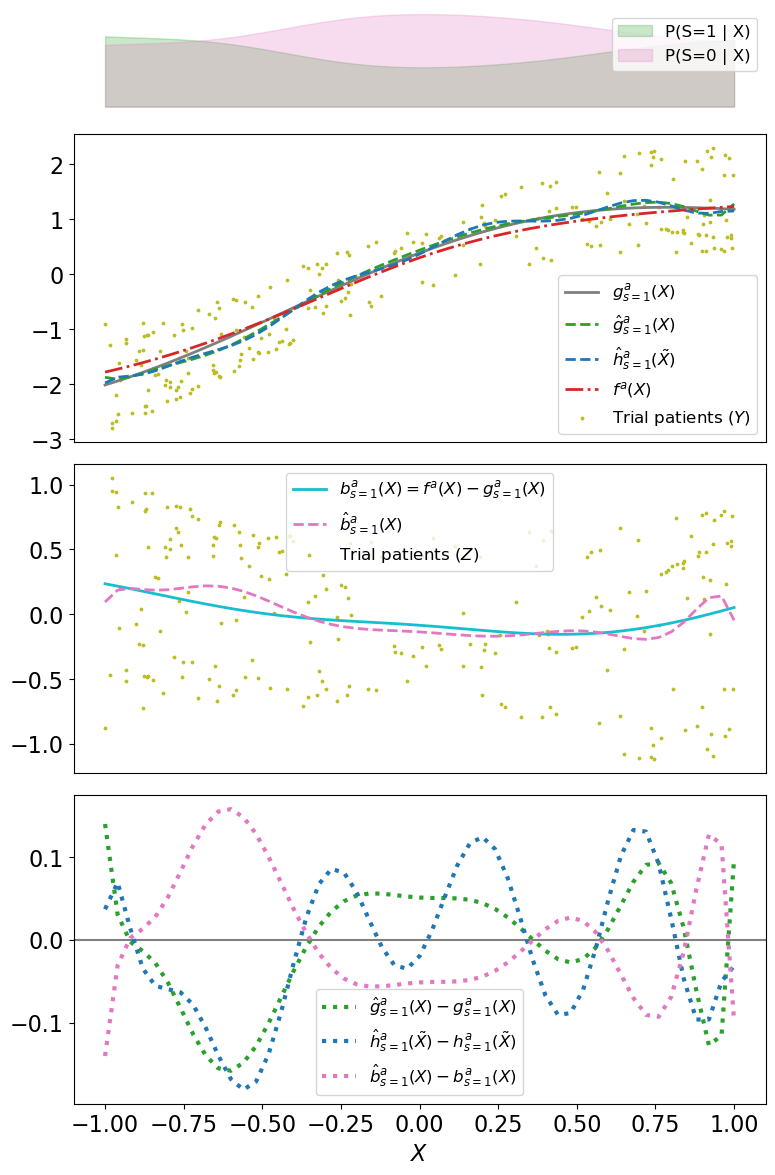 P(S=1 | X)
P(S=0 | X)
2
1
0
−1
−2
−3
g^a_{s=1}(X)
ĝ^a_{s=1}(X)
ĥ^a_{s=1}(X̃)
f^a(X)
Trial patients (Y)
1.0
0.5
0.0
−0.5
−1.0
b^a_{s=1}(X) = f^a(X) − g^a_{s=1}(X)
b̂^a_{s=1}(X)
Trial patients (Z)
0.1
0.0
−0.1
ĝ^a_{s=1}(X) − g^a_{s=1}(X)
ĥ^a_{s=1}(X̃) − h^a_{s=1}(X̃)
b̂^a_{s=1}(X) − b^a_{s=1}(X)
−1.00 −0.75 −0.50 −0.25 0.00 0.25 0.50 0.75 1.00
X